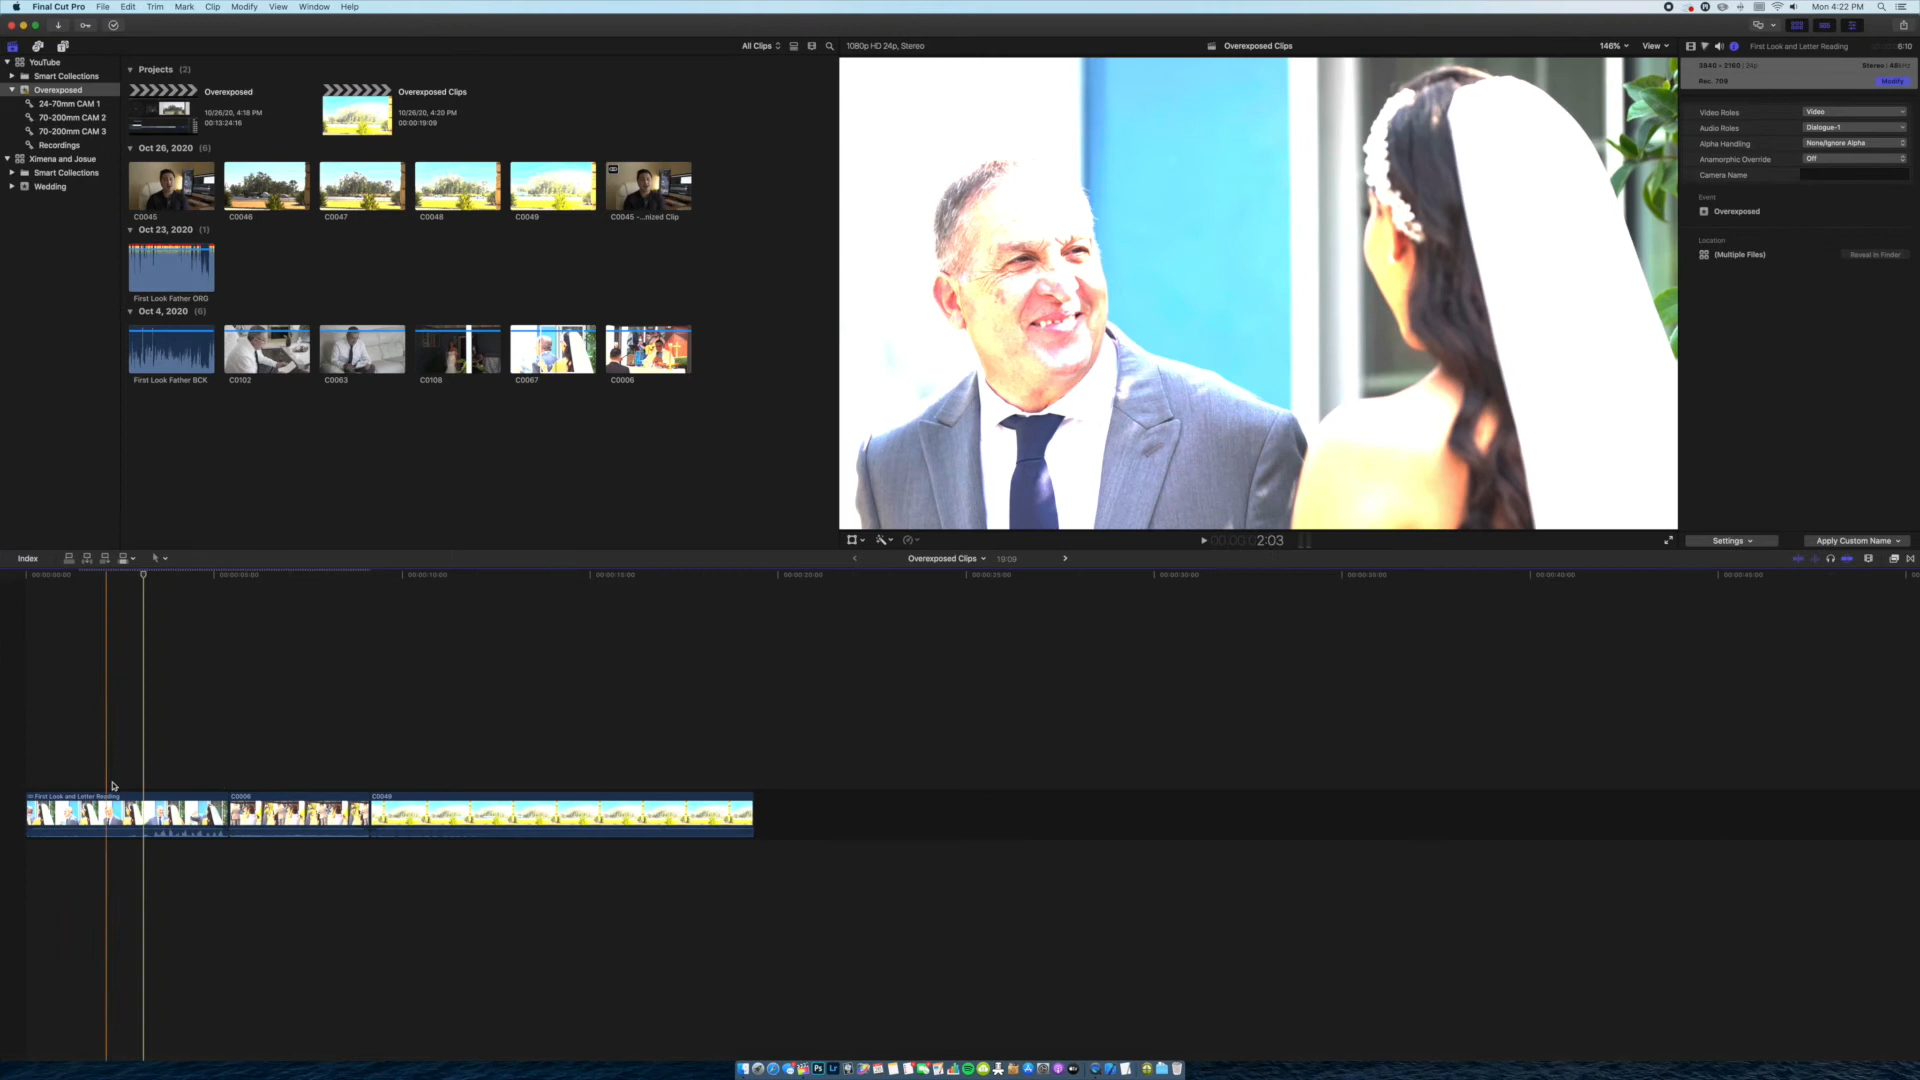 Final Cut Pro File Edit Trim Mark Clip Modify View Window Help Mon 4:22 PM
All Clips 1080p HD 24p, Stereo Overexposed Clips 146% View First Look and Letter Reading 6:10
YouTube
Smart Collections
Overexposed
24-70mm CAM 1
70-200mm CAM 2
70-200mm CAM 3
Recordings
Ximena and Josue
Smart Collections
Wedding
Projects (2)
Overexposed
10/26/20, 4:18 PM
00:13:24:16
Overexposed Clips
10/26/20, 4:20 PM
00:00:19:09
Oct 26, 2020 (6)
C0045 C0046 C0047 C0048 C0049 C0045 -...nized Clip
Oct 23, 2020 (1)
First Look Father ORG
Oct 4, 2020 (6)
First Look Father BCK C0102 C0063 C0108 C0067 C0006
3840 × 2160 | 24p Stereo | 48kHz
Rec. 709 Modify
Video Roles Video
Audio Roles Dialogue-1
Alpha Handling None/Ignore Alpha
Anamorphic Override Off
Camera Name
Event
Overexposed
Location
(Multiple Files) Reveal in Finder
00:00:00:00 2:03
Settings Apply Custom Name
Index Overexposed Clips 19:09
00:00:00:00 00:00:05:00 00:00:10:00 00:00:15:00 00:00:20:00 00:00:25:00 00:00:30:00 00:00:35:00 00:00:40:00 00:00:45:00
First Look and Letter Reading C0006 C0049
Ps Lr